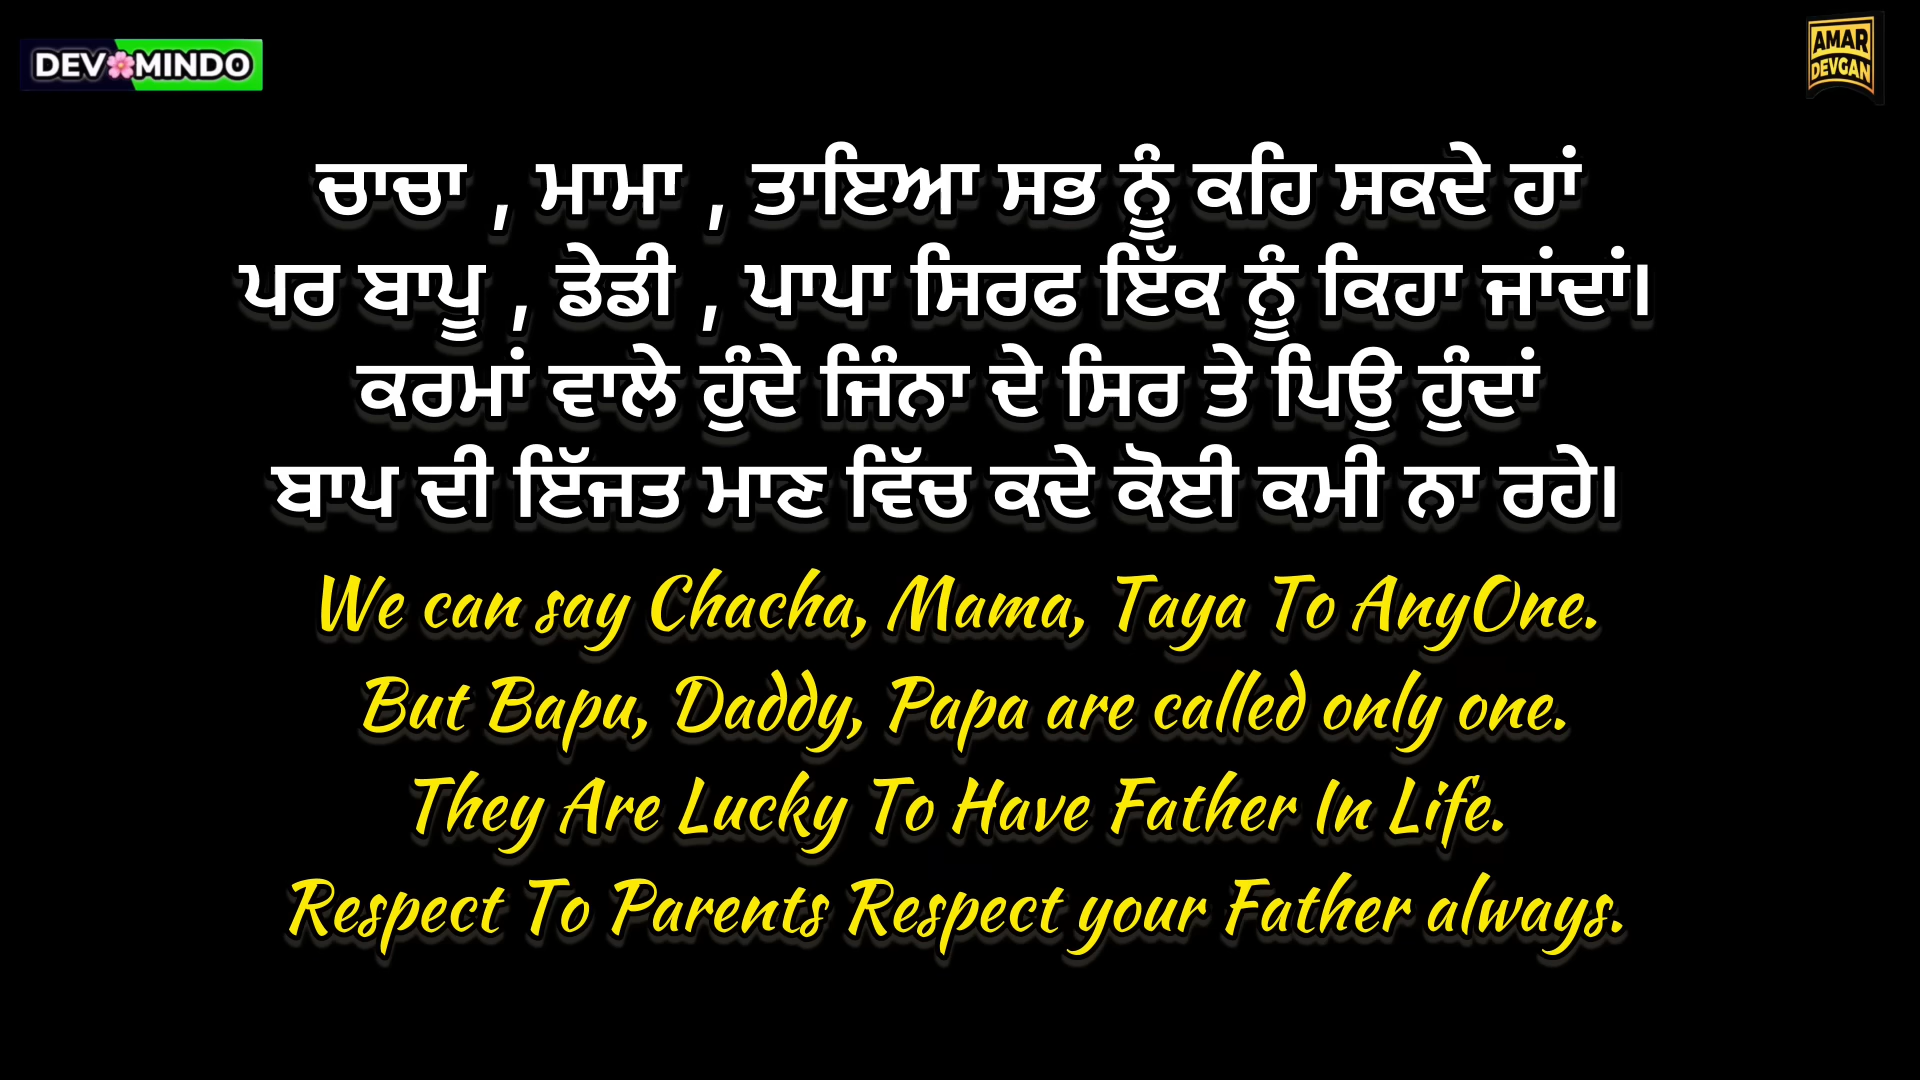 DEV🌸MINDO
AMAR
DEVGAN
ਚਾਚਾ , ਮਾਮਾ , ਤਾਇਆ ਸਭ ਨੂੰ ਕਹਿ ਸਕਦੇ ਹਾਂ
ਪਰ ਬਾਪੂ , ਡੇਡੀ , ਪਾਪਾ ਸਿਰਫ ਇੱਕ ਨੂੰ ਕਿਹਾ ਜਾਂਦਾਂ।
ਕਰਮਾਂ ਵਾਲੇ ਹੁੰਦੇ ਜਿੰਨਾ ਦੇ ਸਿਰ ਤੇ ਪਿਉ ਹੁੰਦਾਂ
ਬਾਪ ਦੀ ਇੱਜਤ ਮਾਣ ਵਿੱਚ ਕਦੇ ਕੋਈ ਕਮੀ ਨਾ ਰਹੇ।
We can say Chacha, Mama, Taya To AnyOne.
But Bapu, Daddy, Papa are called only one.
They Are Lucky To Have Father In Life.
Respect To Parents Respect your Father always.